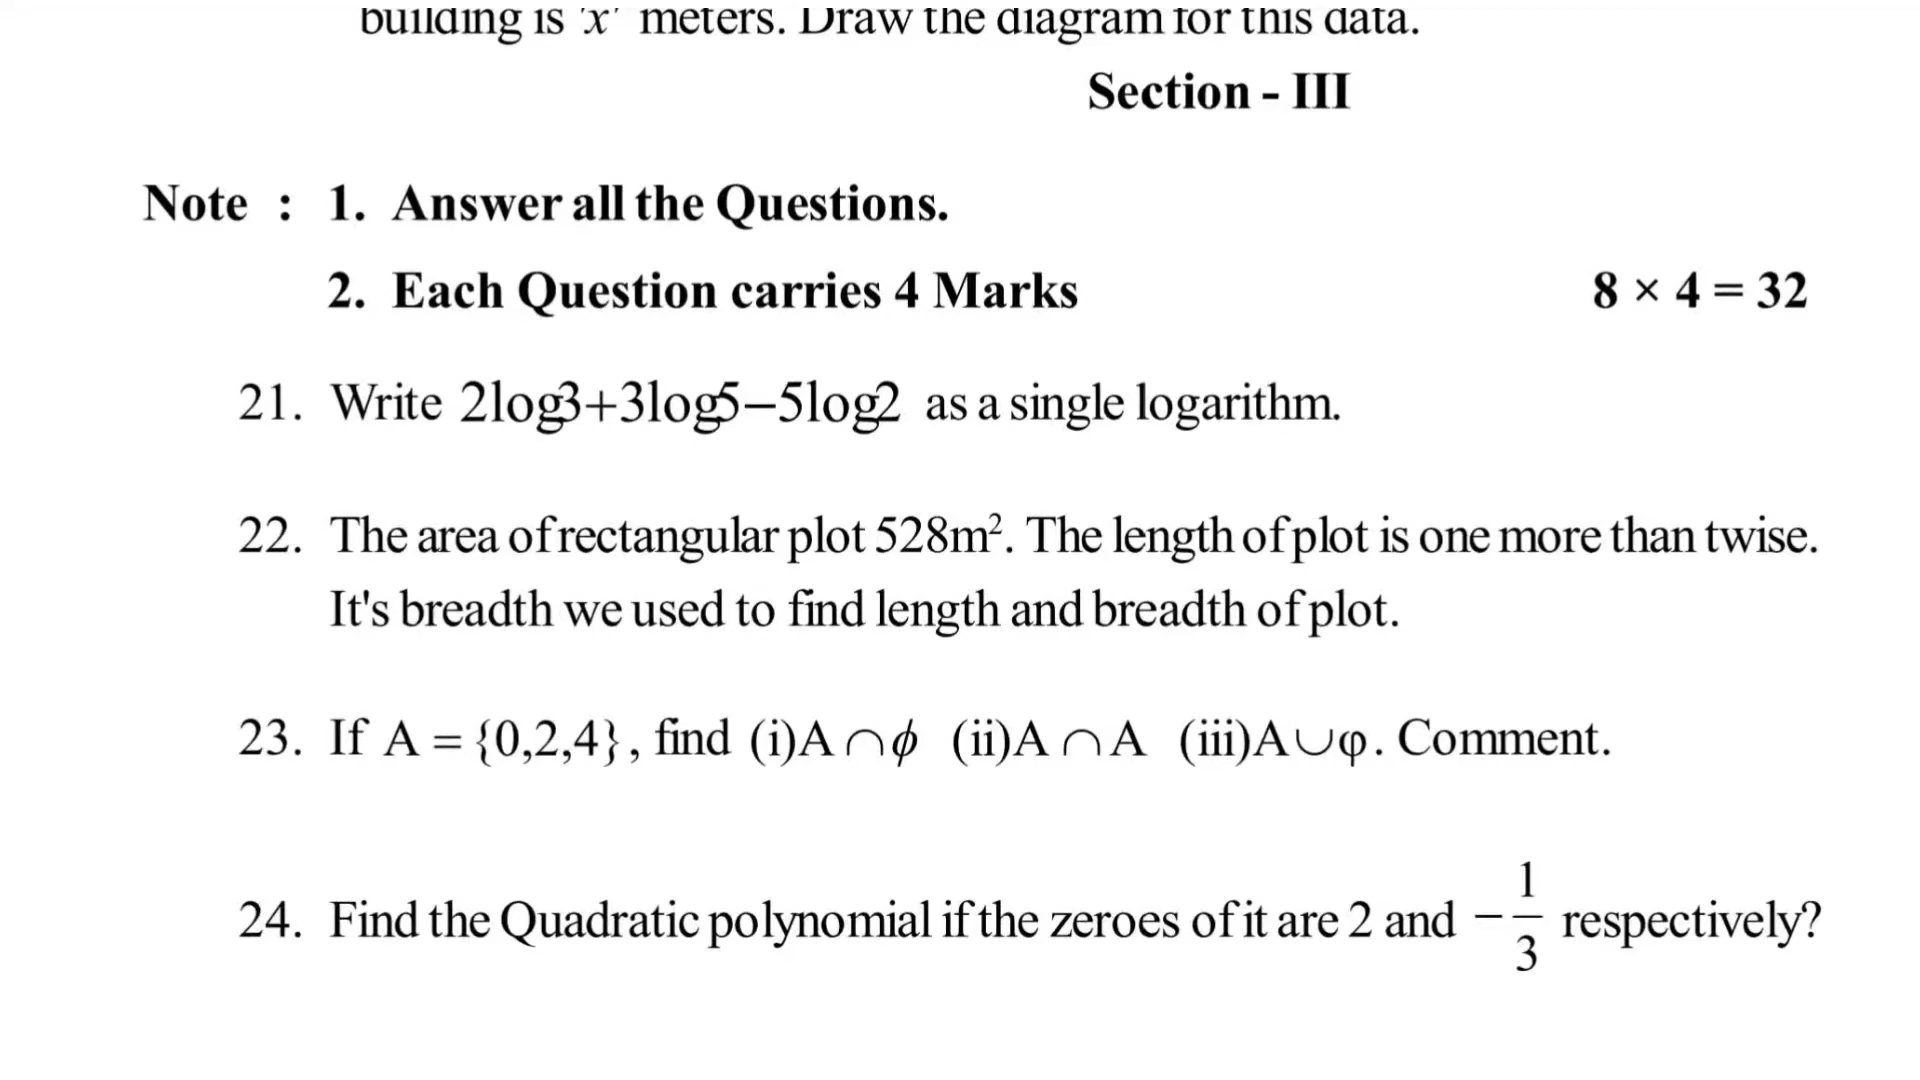 building is 'x' meters. Draw the diagram for this data.
Section - III
Note : 1. Answer all the Questions.
2. Each Question carries 4 Marks 8 × 4 = 32
21. Write 2log3+3log5−5log2 as a single logarithm.
22. The area of rectangular plot 528m². The length of plot is one more than twise.
It's breadth we used to find length and breadth of plot.
23. If A = {0,2,4}, find (i)A∩ϕ (ii)A∩A (iii)A∪φ. Comment.
24. Find the Quadratic polynomial if the zeroes of it are 2 and −1/3 respectively?